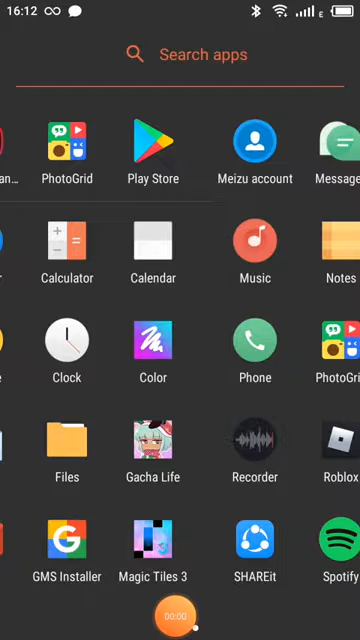 16:12
E
Search apps
an...
PhotoGrid
Play Store
Meizu account
Message
r
Calculator
Calendar
Music
Notes
e
Clock
Color
Phone
PhotoGri
Files
Gacha Life
Recorder
Roblox
GMS Installer
Magic Tiles 3
SHAREit
Spotify
00:00